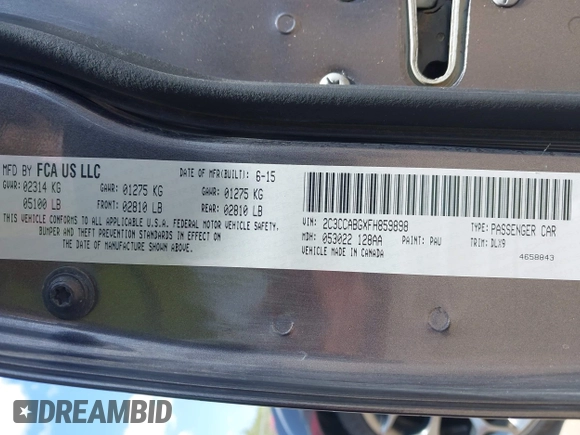 MFD BY FCA US LLC DATE OF MFR(BUILT): 6-15
GVWR: 02314 KG GAWR: 01275 KG GAWR: 01275 KG
05100 LB FRONT: 02810 LB REAR: 02810 LB
THIS VEHICLE CONFORMS TO ALL APPLICABLE U.S.A. FEDERAL MOTOR VEHICLE SAFETY,
BUMPER AND THEFT PREVENTION STANDARDS IN EFFECT ON
THE DATE OF MANUFACTURE SHOWN ABOVE.
VIN: 2C3CCABGXFH859898 TYPE: PASSENGER CAR
MDH: 053022 128AA PAINT: PAU TRIM: DLX9
VEHICLE MADE IN CANADA 4658843
DREAMBID